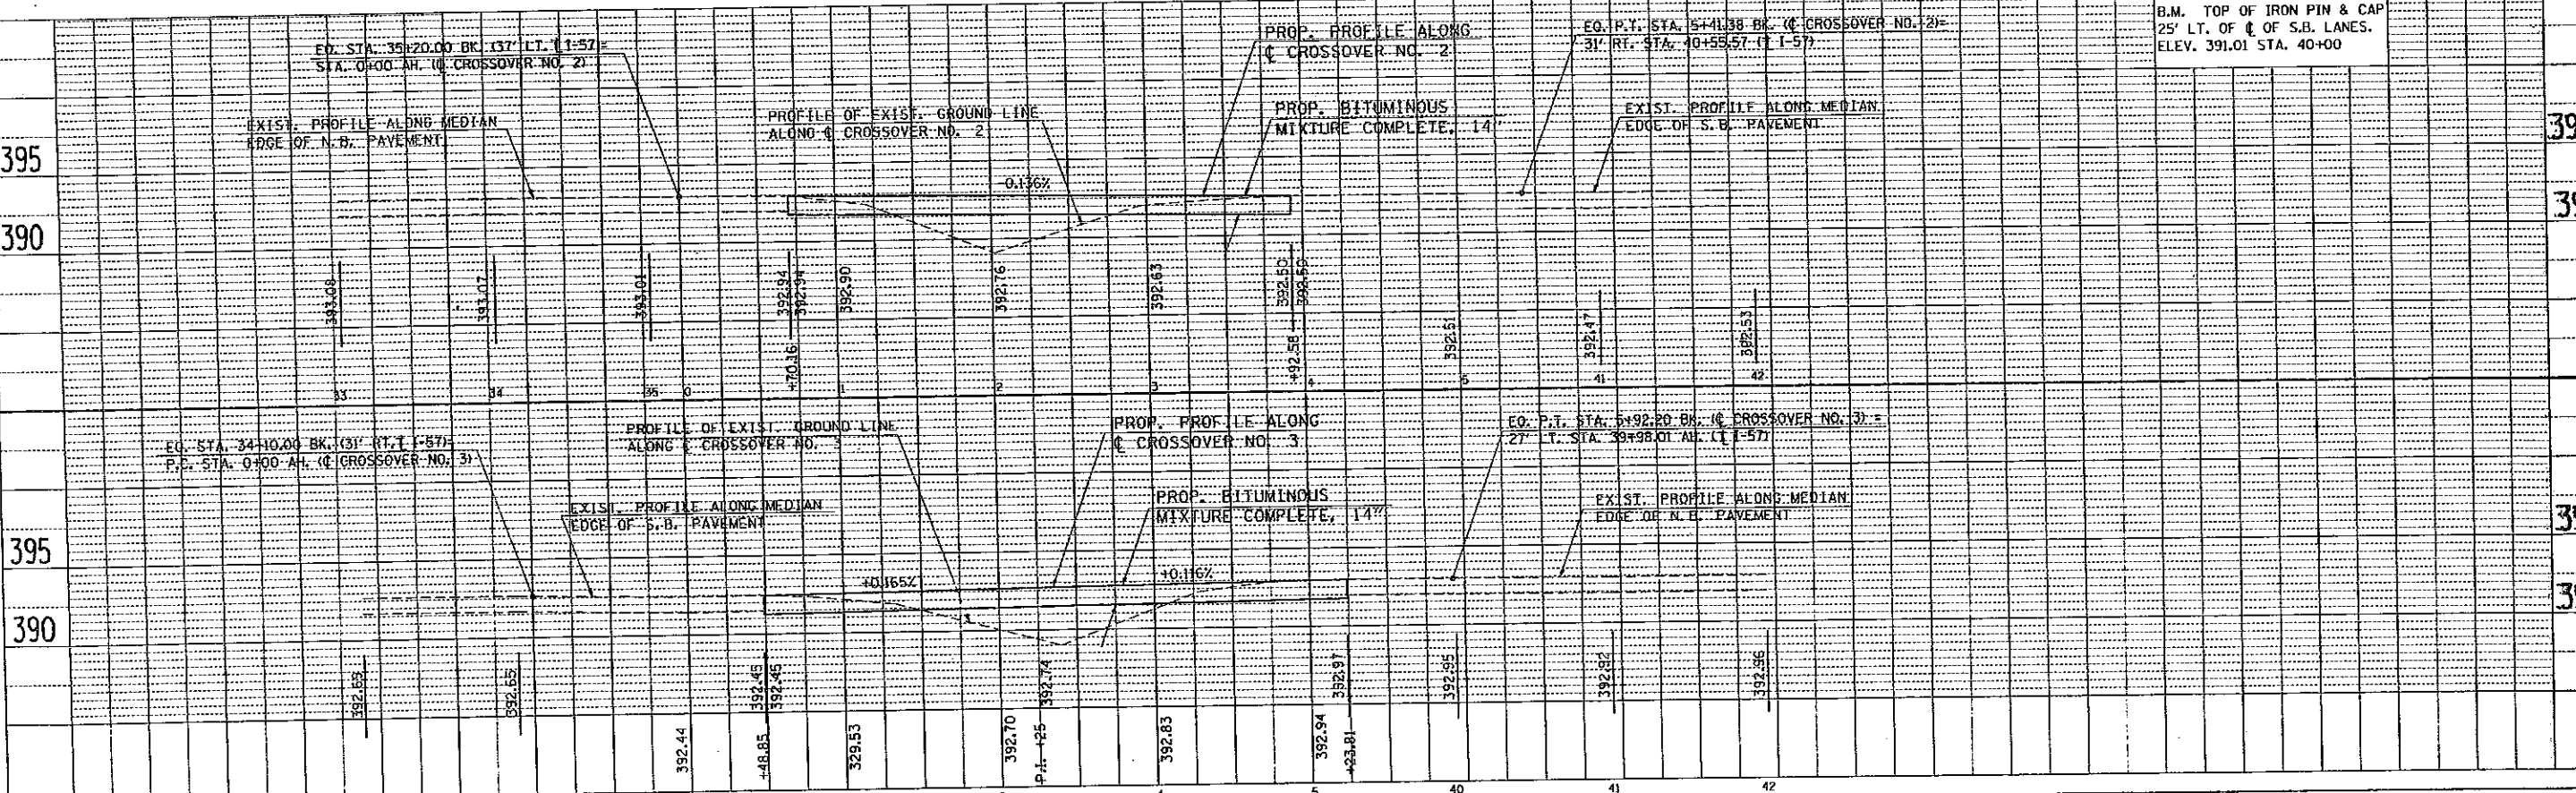 B.M. TOP OF IRON PIN & CAP
25' LT. OF ℄ OF S.B. LANES.
ELEV. 391.01 STA. 40+00
EQ. STA. 35+20.00 BK. (37' LT. ℄ I-57)=
STA. 0+00 AH. (℄ CROSSOVER NO. 2)
PROP. PROFILE ALONG
℄ CROSSOVER NO. 2
EQ. P.T. STA. 5+41.38 BK. (℄ CROSSOVER NO. 2)=
31' RT. STA. 40+55.57 (℄ I-57)
EXIST. PROFILE ALONG MEDIAN
EDGE OF N.B. PAVEMENT
PROFILE OF EXIST. GROUND LINE
ALONG ℄ CROSSOVER NO. 2
PROP. BITUMINOUS
MIXTURE COMPLETE, 14"
EXIST. PROFILE ALONG MEDIAN
EDGE OF S.B. PAVEMENT
39
395
-0.136%
39
390
393.08
393.07
393.01
392.94
392.94
392.90
392.76
392.63
392.50
392.50
392.51
392.47
392.53
+70.16
+92.58
33 34 35 0 1 2 3 4 5 41 42
EQ. STA. 34+10.00 BK. (31' RT. ℄ I-57)=
P.C. STA. 0+00 AH. (℄ CROSSOVER NO. 3)
PROFILE OF EXIST. GROUND LINE
ALONG ℄ CROSSOVER NO. 3
PROP. PROFILE ALONG
℄ CROSSOVER NO. 3
EQ. P.T. STA. 5+92.20 BK. (℄ CROSSOVER NO. 3) =
27' LT. STA. 39+98.01 AH. (℄ I-57)
EXIST. PROFILE ALONG MEDIAN
EDGE OF S.B. PAVEMENT
PROP. BITUMINOUS
MIXTURE COMPLETE, 14"
EXIST. PROFILE ALONG MEDIAN
EDGE OF N.B. PAVEMENT
395
+0.165%
+0.116%
390
392.69
392.65
392.44
392.45
392.45
+48.85
329.53
392.70
P.I. +25
392.74
392.83
392.94
392.97
+23.81
392.95
392.92
392.96
5 40 41 42